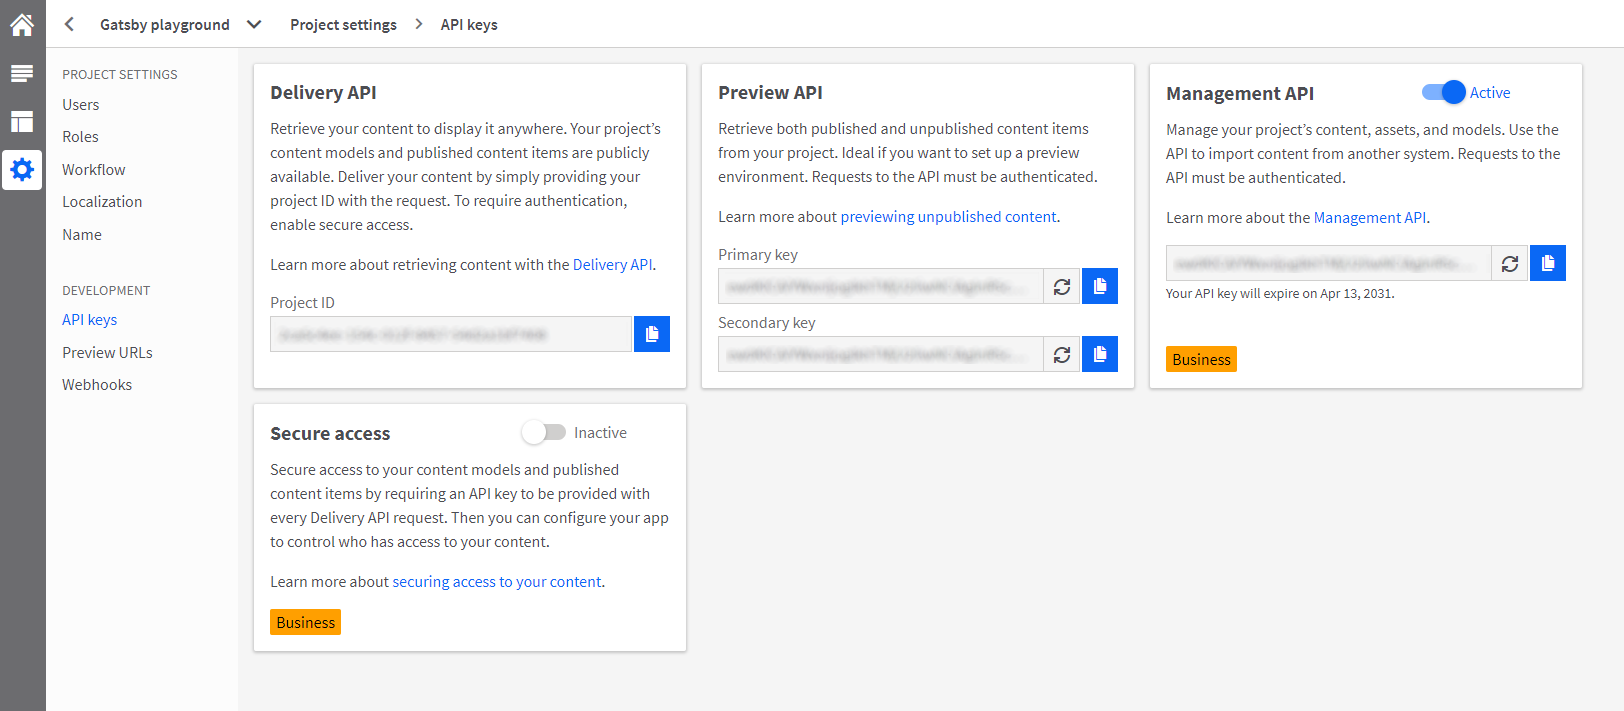 Gatsby playground
Project settings
API keys
PROJECT SETTINGS
Users
Roles
Workflow
Localization
Name
DEVELOPMENT
API keys
Preview URLs
Webhooks
Delivery API
Retrieve your content to display it anywhere. Your project’s
content models and published content items are publicly
available. Deliver your content by simply providing your
project ID with the request. To require authentication,
enable secure access.
Learn more about retrieving content with the Delivery API.
Project ID
Preview API
Retrieve both published and unpublished content items
from your project. Ideal if you want to set up a preview
environment. Requests to the API must be authenticated.
Learn more about previewing unpublished content.
Primary key
Secondary key
Management API
Active
Manage your project’s content, assets, and models. Use the
API to import content from another system. Requests to the
API must be authenticated.
Learn more about the Management API.
Your API key will expire on Apr 13, 2031.
Business
Secure access
Inactive
Secure access to your content models and published
content items by requiring an API key to be provided with
every Delivery API request. Then you can configure your app
to control who has access to your content.
Learn more about securing access to your content.
Business